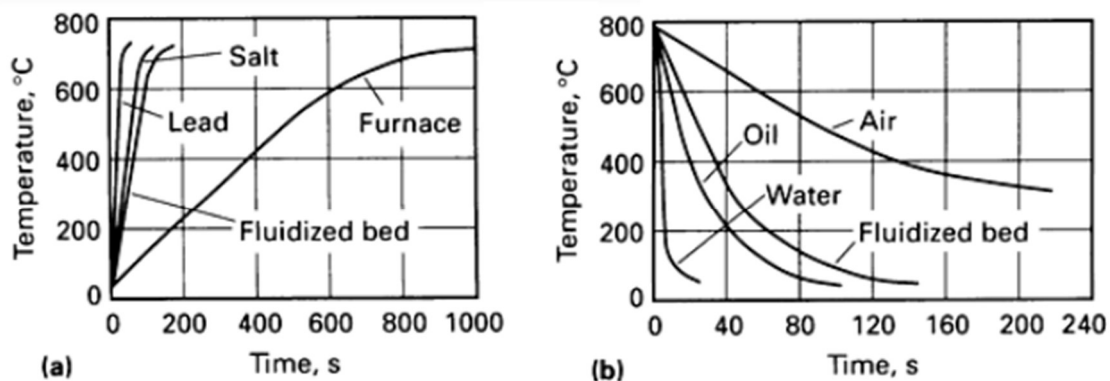 800
600
400
200
0
Temperature, °C
Salt
Lead
Furnace
Fluidized bed
0 200 400 600 800 1000
(a)
Time, s
800
600
400
200
0
Temperature, °C
Air
Oil
Water
Fluidized bed
0 40 80 120 160 200 240
(b)
Time, s